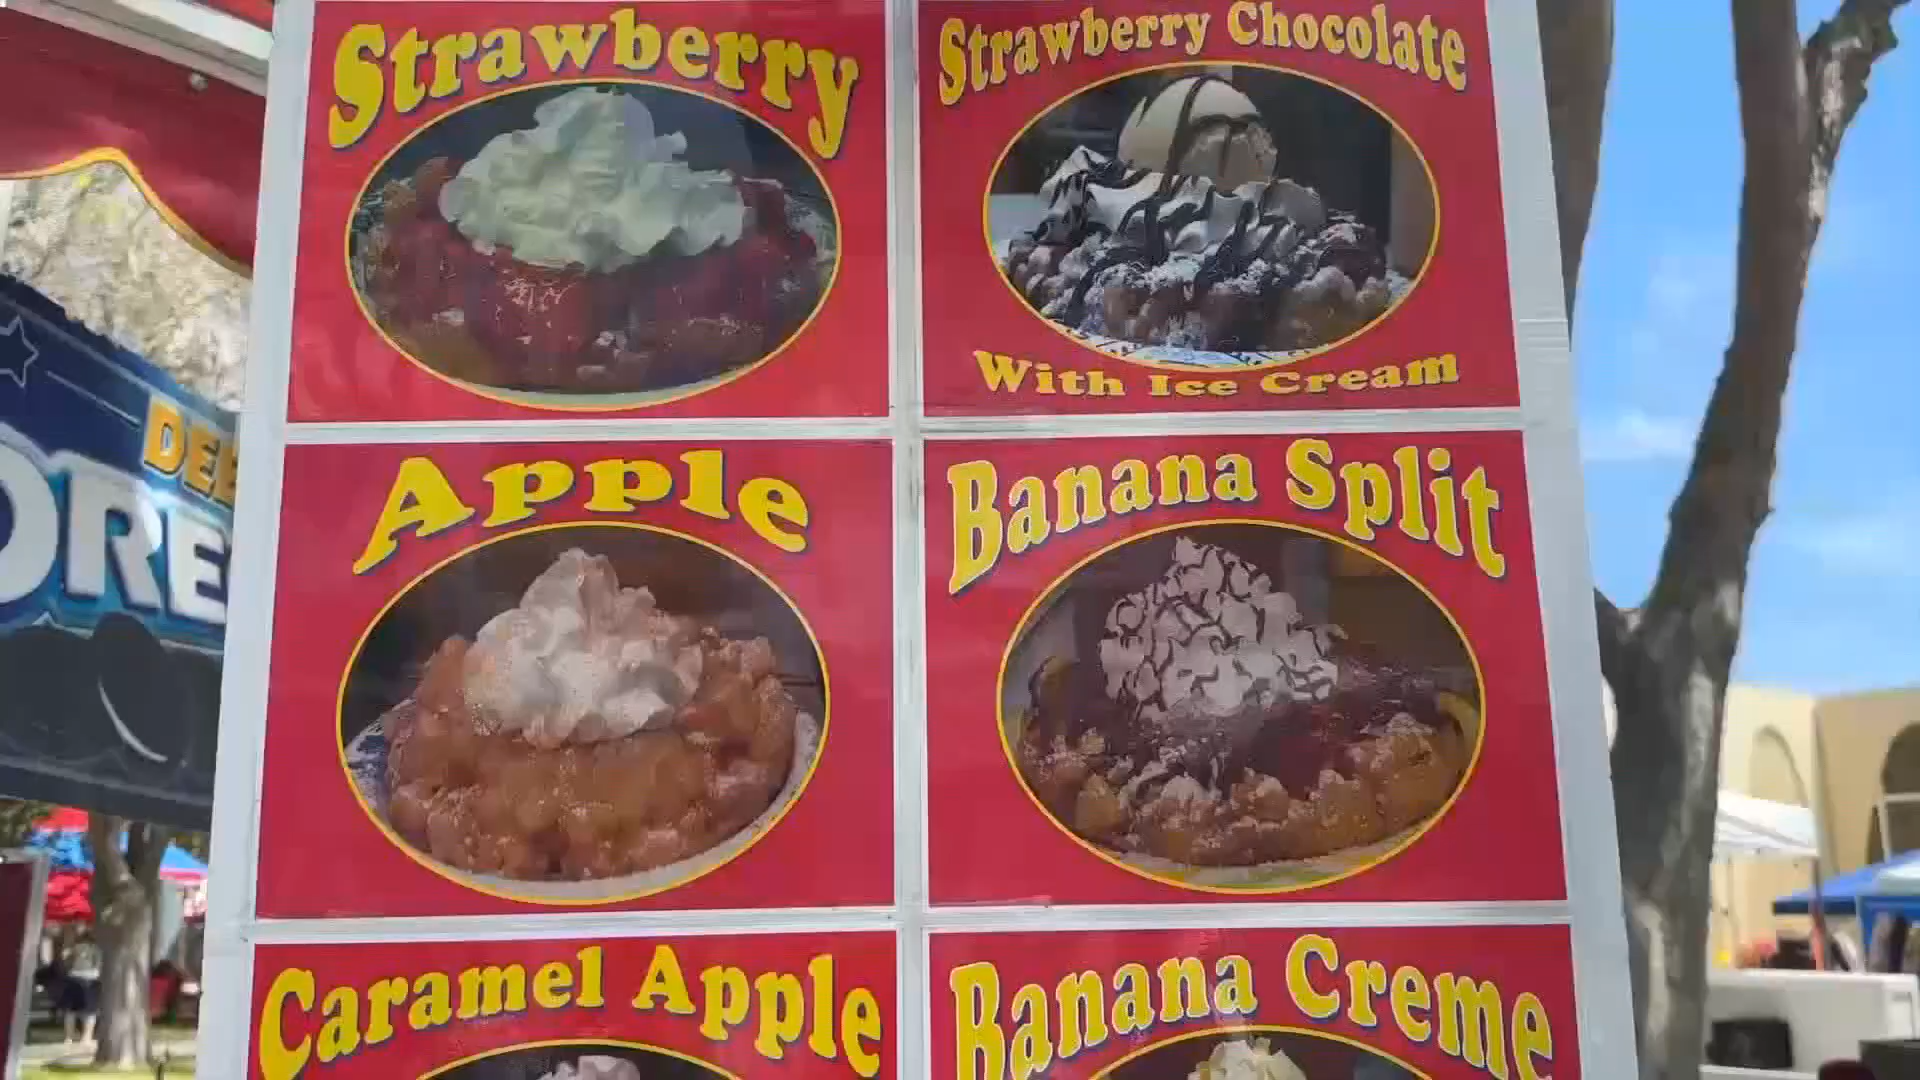 Strawberry
Strawberry Chocolate
With Ice Cream
Apple
Banana Split
Caramel Apple
Banana Creme